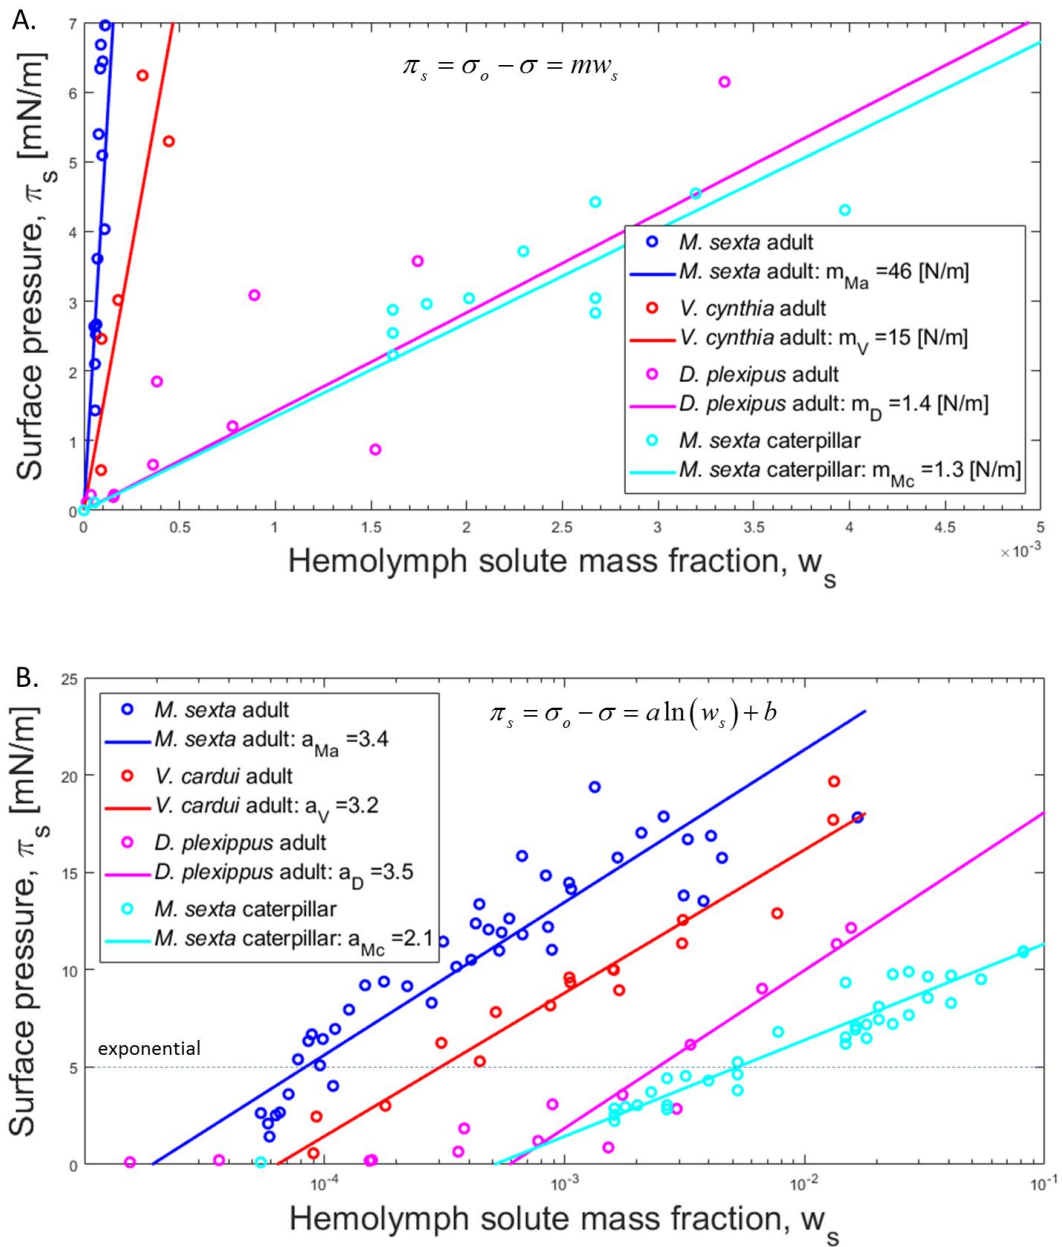 A.
π_s = σ_o − σ = mw_s
Surface pressure, π_s [mN/m]
7
6
5
4
3
2
1
0
M. sexta adult
M. sexta adult: m_Ma =46 [N/m]
V. cynthia adult
V. cynthia adult: m_V =15 [N/m]
D. plexipus adult
D. plexipus adult: m_D =1.4 [N/m]
M. sexta caterpillar
M. sexta caterpillar: m_Mc =1.3 [N/m]
0 0.5 1 1.5 2 2.5 3 3.5 4 4.5 5
×10^-3
Hemolymph solute mass fraction, w_s
B.
π_s = σ_o − σ = a ln(w_s) + b
Surface pressure, π_s [mN/m]
25
20
15
10
5
0
M. sexta adult
M. sexta adult: a_Ma =3.4
V. cardui adult
V. cardui adult: a_V =3.2
D. plexippus adult
D. plexippus adult: a_D =3.5
M. sexta caterpillar
M. sexta caterpillar: a_Mc =2.1
exponential
10^-4 10^-3 10^-2 10^-1
Hemolymph solute mass fraction, w_s